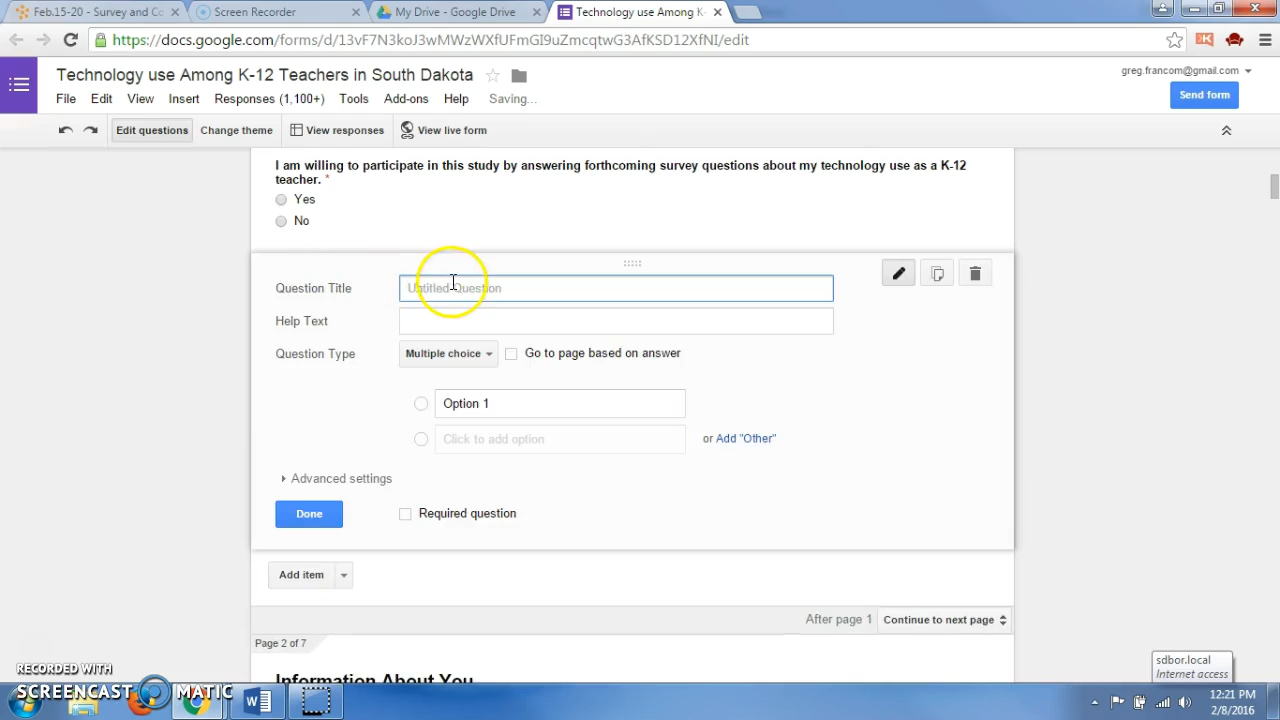 Feb.15-20 - Survey and Co
Screen Recorder
My Drive - Google Drive
Technology use Among K-
https://docs.google.com/forms/d/13vF7N3koJ3wMWzWXfUFmGI9uZmcqtwG3AfKSD12XfNI/edit
Technology use Among K-12 Teachers in South Dakota
greg.francom@gmail.com
File Edit View Insert Responses (1,100+) Tools Add-ons Help Saving...
Send form
Edit questions Change theme View responses View live form
I am willing to participate in this study by answering forthcoming survey questions about my technology use as a K-12
teacher. *
Yes
No
Question Title Untitled Question
Help Text
Question Type Multiple choice Go to page based on answer
Option 1
Click to add option or Add "Other"
Advanced settings
Done Required question
Add item
After page 1 Continue to next page
Page 2 of 7
Information About You
sdbor.local
Internet access
RECORDED WITH
SCREENCAST MATIC
12:21 PM
2/8/2016